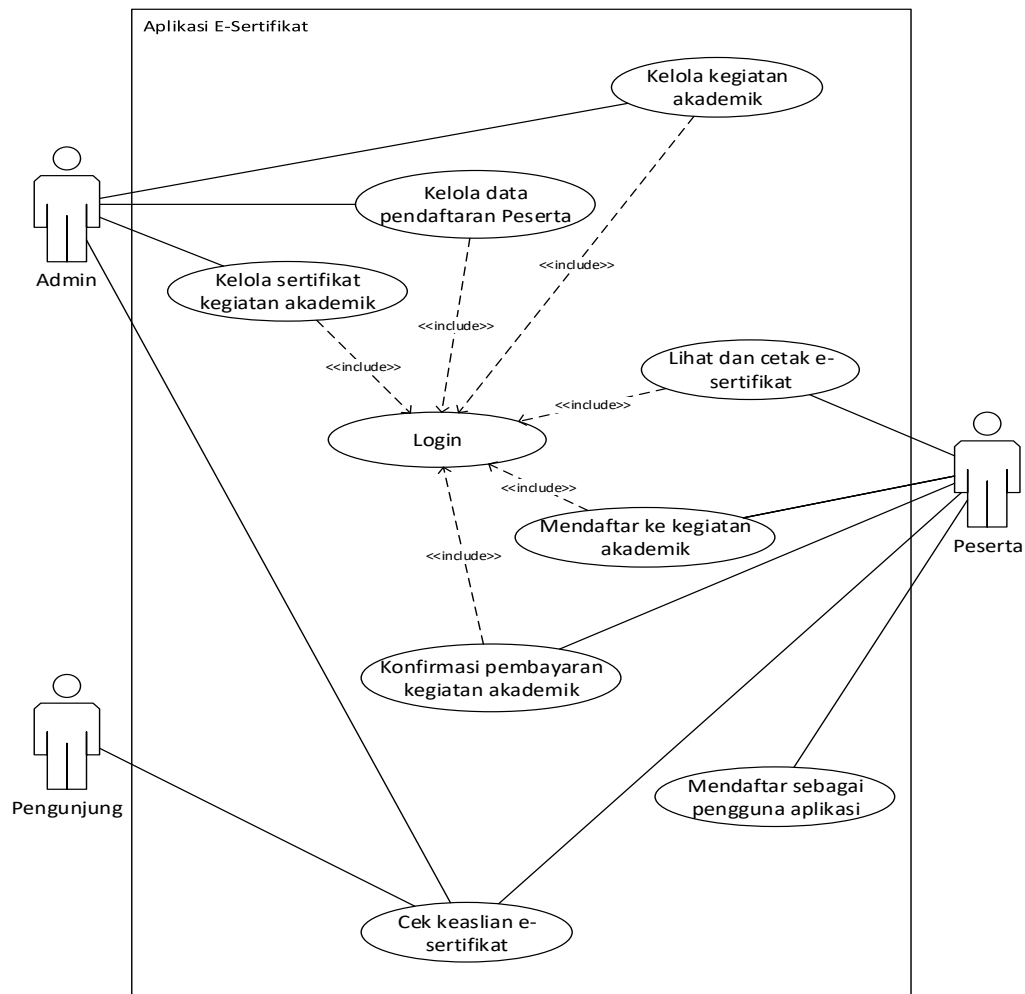 Aplikasi E-Sertifikat
Kelola kegiatan
akademik
Kelola data
pendaftaran Peserta
Admin
Kelola sertifikat
kegiatan akademik
<<include>>
<<include>>
<<include>>
Lihat dan cetak e-
sertifikat
<<include>>
Login
<<include>>
Mendaftar ke kegiatan
akademik
Peserta
<<include>>
Konfirmasi pembayaran
kegiatan akademik
Pengunjung
Mendaftar sebagai
pengguna aplikasi
Cek keaslian e-
sertifikat